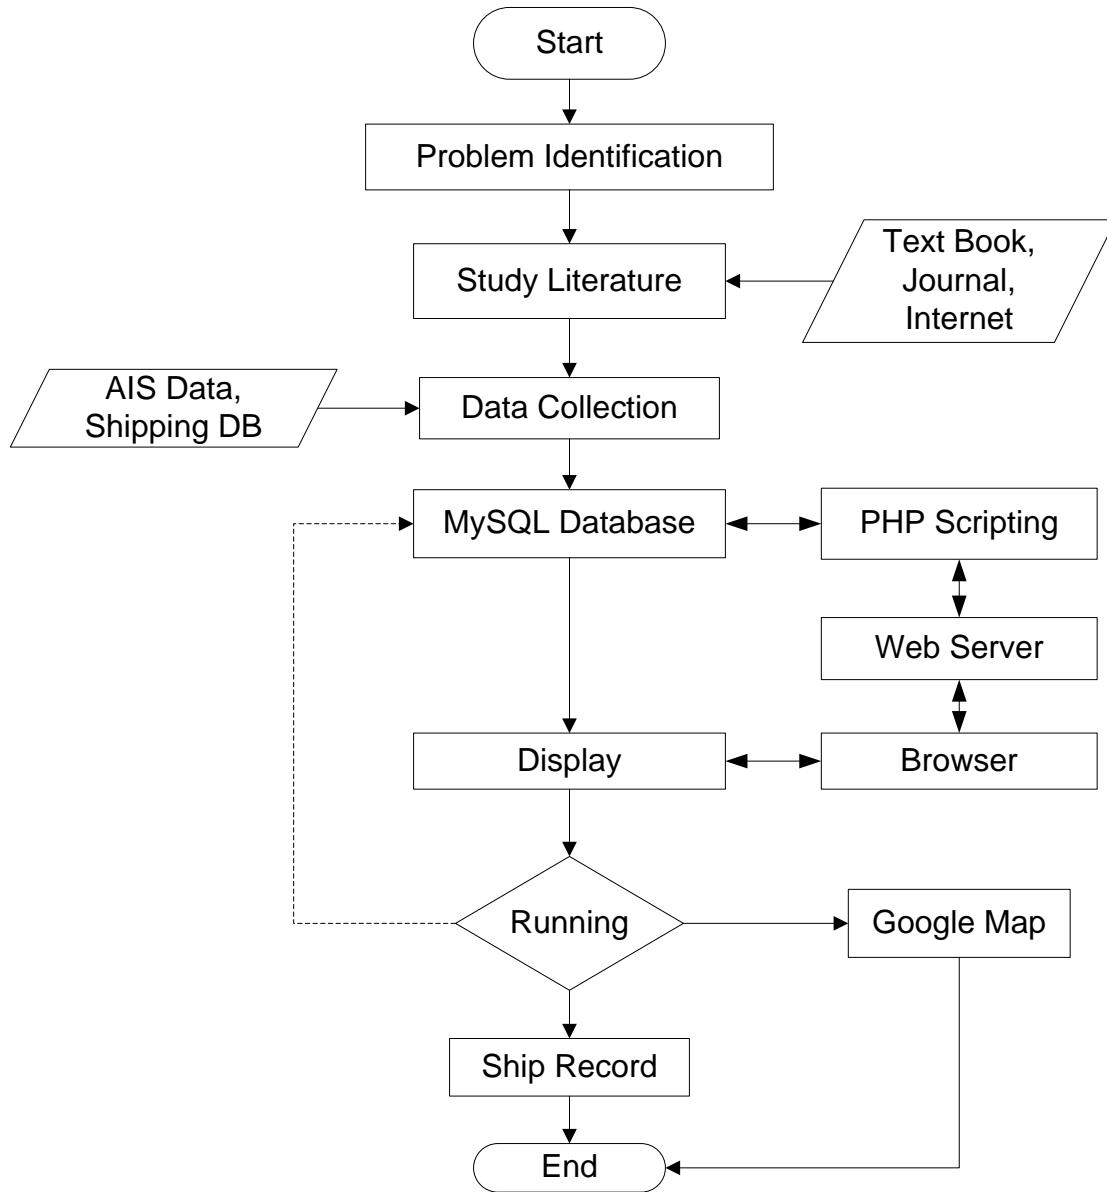 Start
Problem Identification
Study Literature
Text Book,
Journal,
Internet
AIS Data,
Shipping DB
Data Collection
MySQL Database
PHP Scripting
Web Server
Display
Browser
Running
Google Map
Ship Record
End